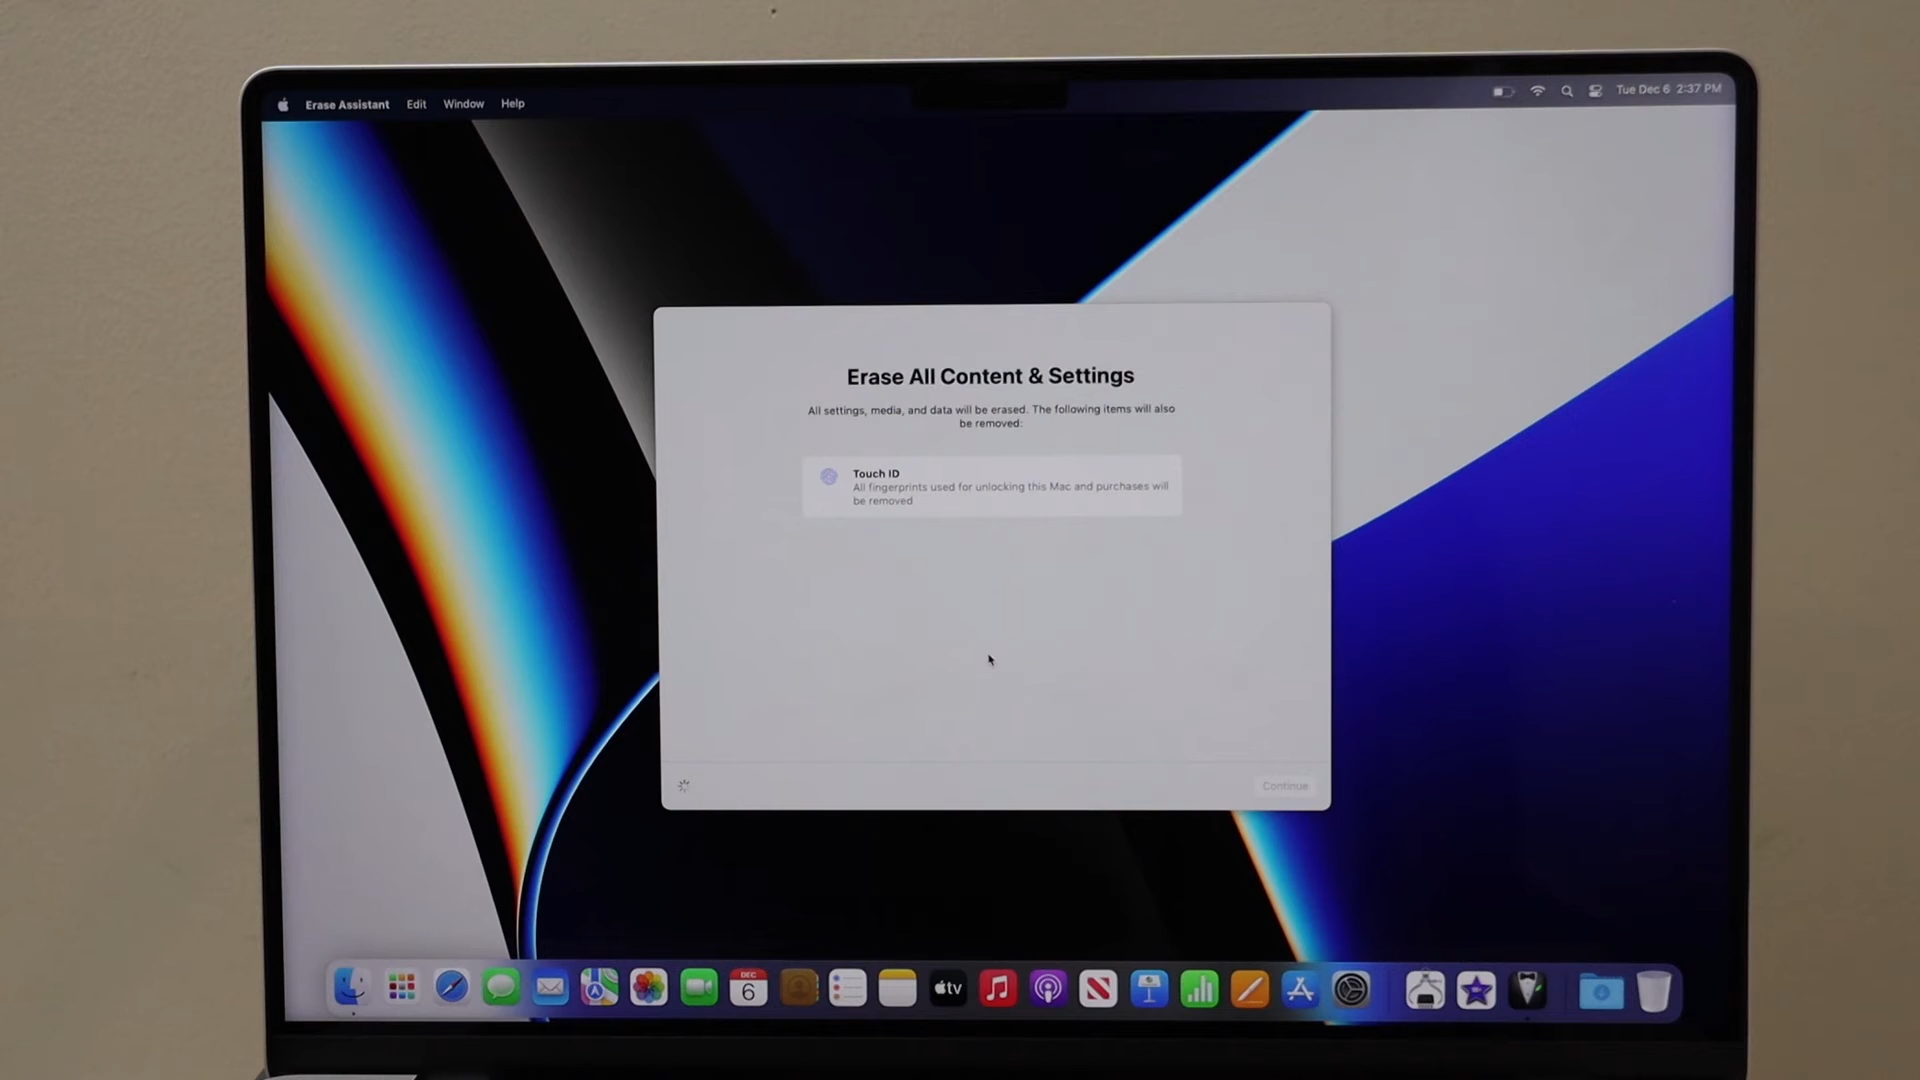 Erase Assistant Edit Window Help
Tue Dec 6 2:37 PM
Erase All Content & Settings
All settings, media, and data will be erased. The following items will also
be removed:
Touch ID
All fingerprints used for unlocking this Mac and purchases will
be removed
Continue
DEC
6
tv